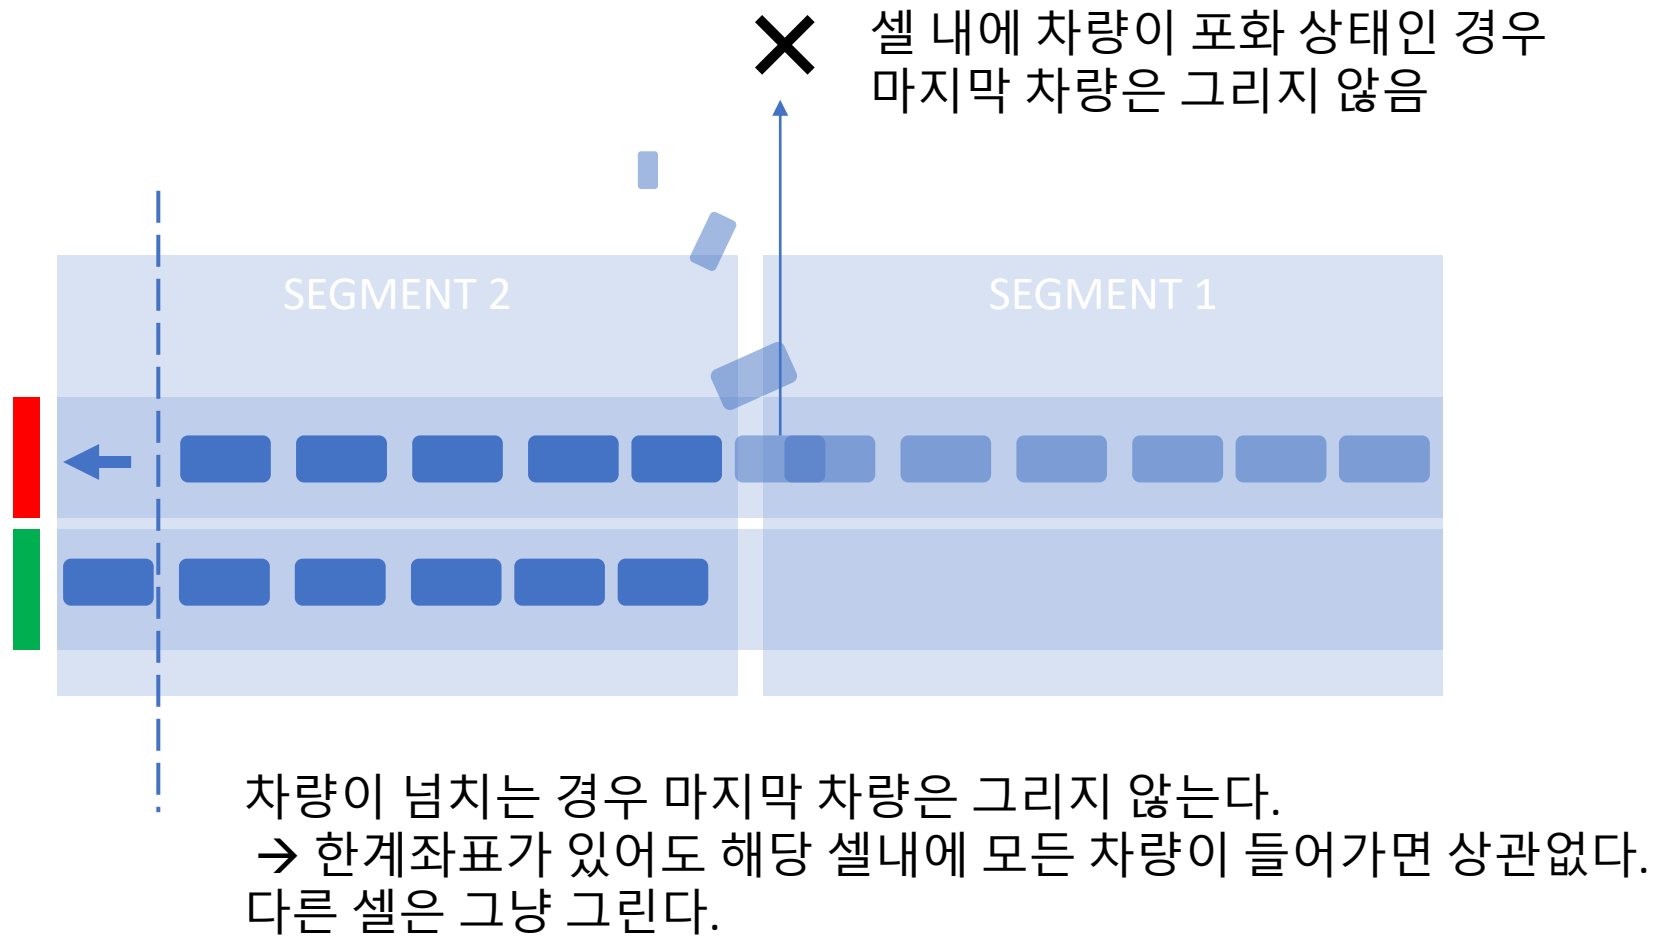 셀 내에 차량이 포화 상태인 경우
마지막 차량은 그리지 않음
SEGMENT 2
SEGMENT 1
차량이 넘치는 경우 마지막 차량은 그리지 않는다.
→ 한계좌표가 있어도 해당 셀내에 모든 차량이 들어가면 상관없다.
다른 셀은 그냥 그린다.